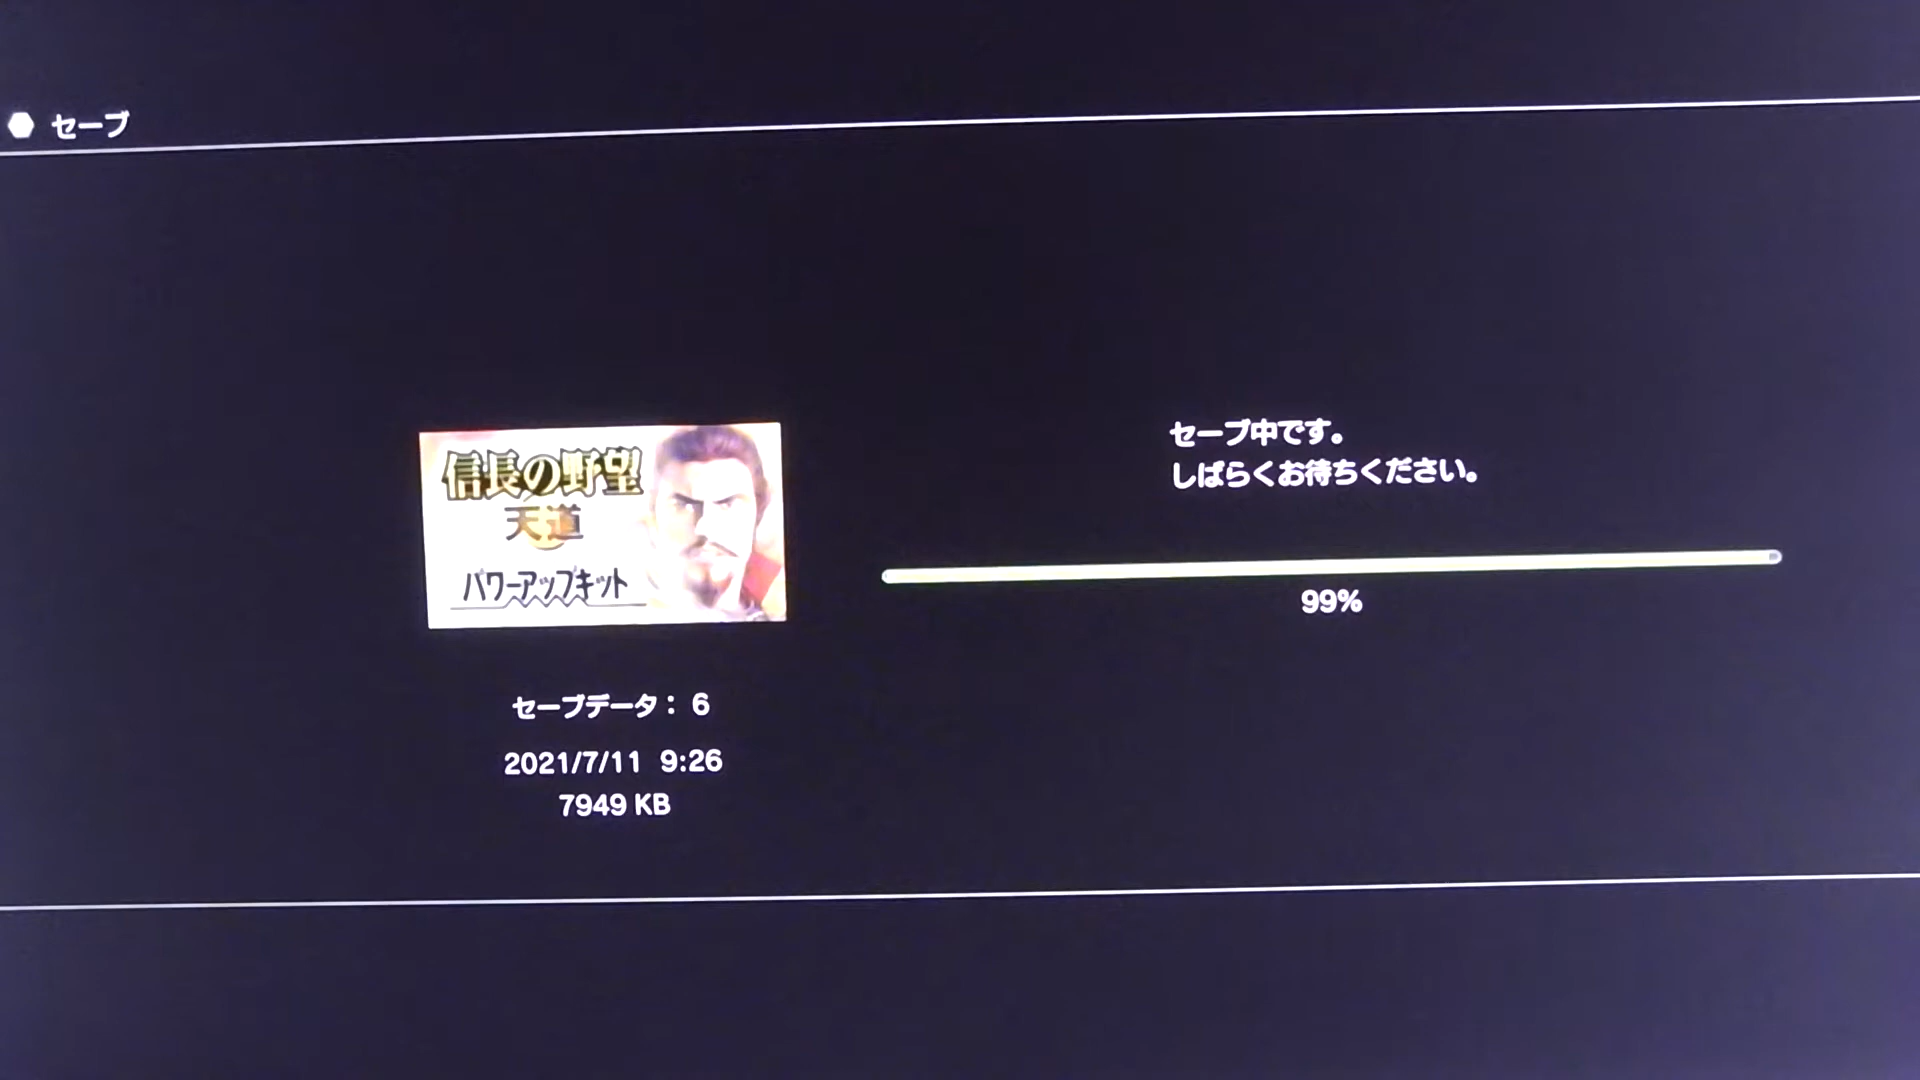 セーブ
信長の野望
天道
パワーアップキット
セーブ中です。
しばらくお待ちください。
99%
セーブデータ: 6
2021/7/11 9:26
7949 KB